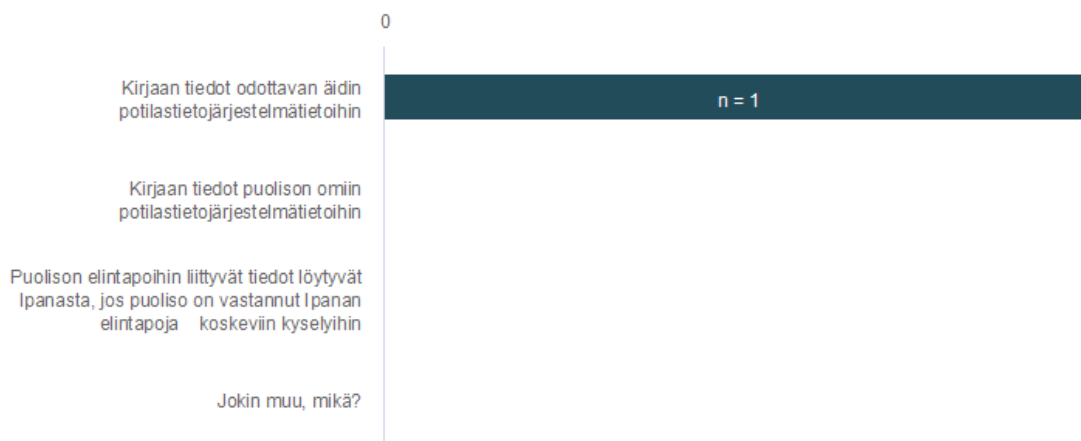 0
Kirjaan tiedot odottavan äidin
potilastietojärjestelmätietoihin
n = 1
Kirjaan tiedot puolison omiin
potilastietojärjestelmätietoihin
Puolison elintapoihin liittyvät tiedot löytyvät
Ipanasta, jos puoliso on vastannut Ipanan
elintapoja koskeviin kyselyihin
Jokin muu, mikä?